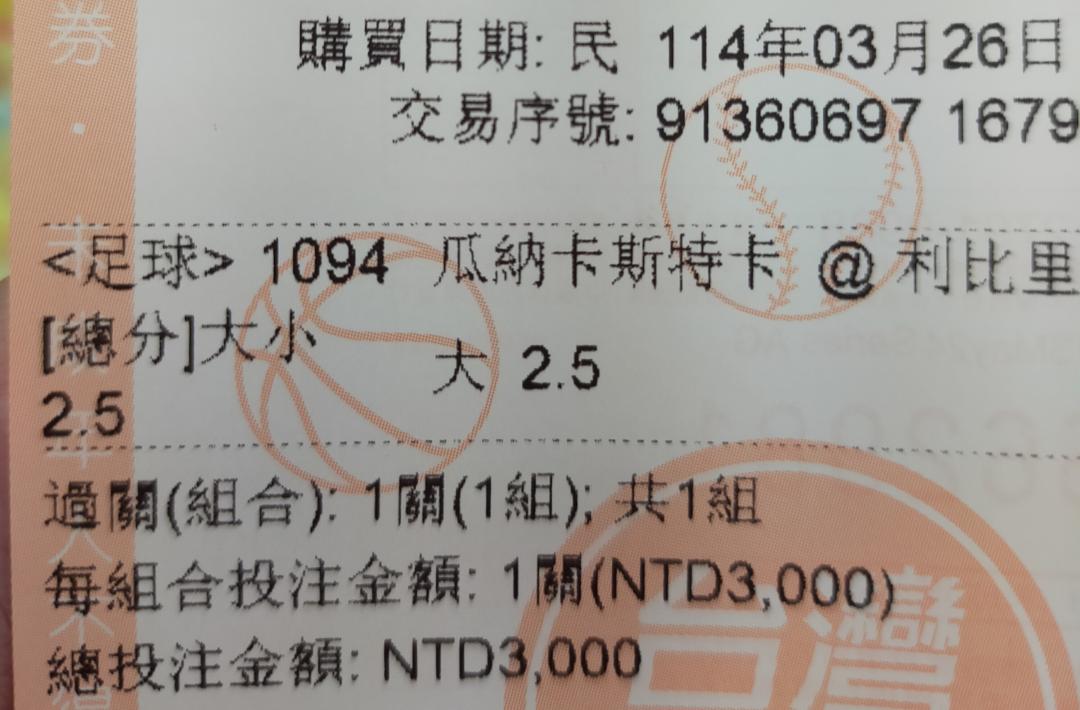 券．
購買日期: 民 114年03月26日
交易序號: 91360697 1679
<足球> 1094 瓜納卡斯特卡 @ 利比里
[總分]大小
大 2.5
2.5
過關(組合): 1關(1組); 共1組
每組合投注金額: 1關(NTD3,000)
總投注金額: NTD3,000
台灣